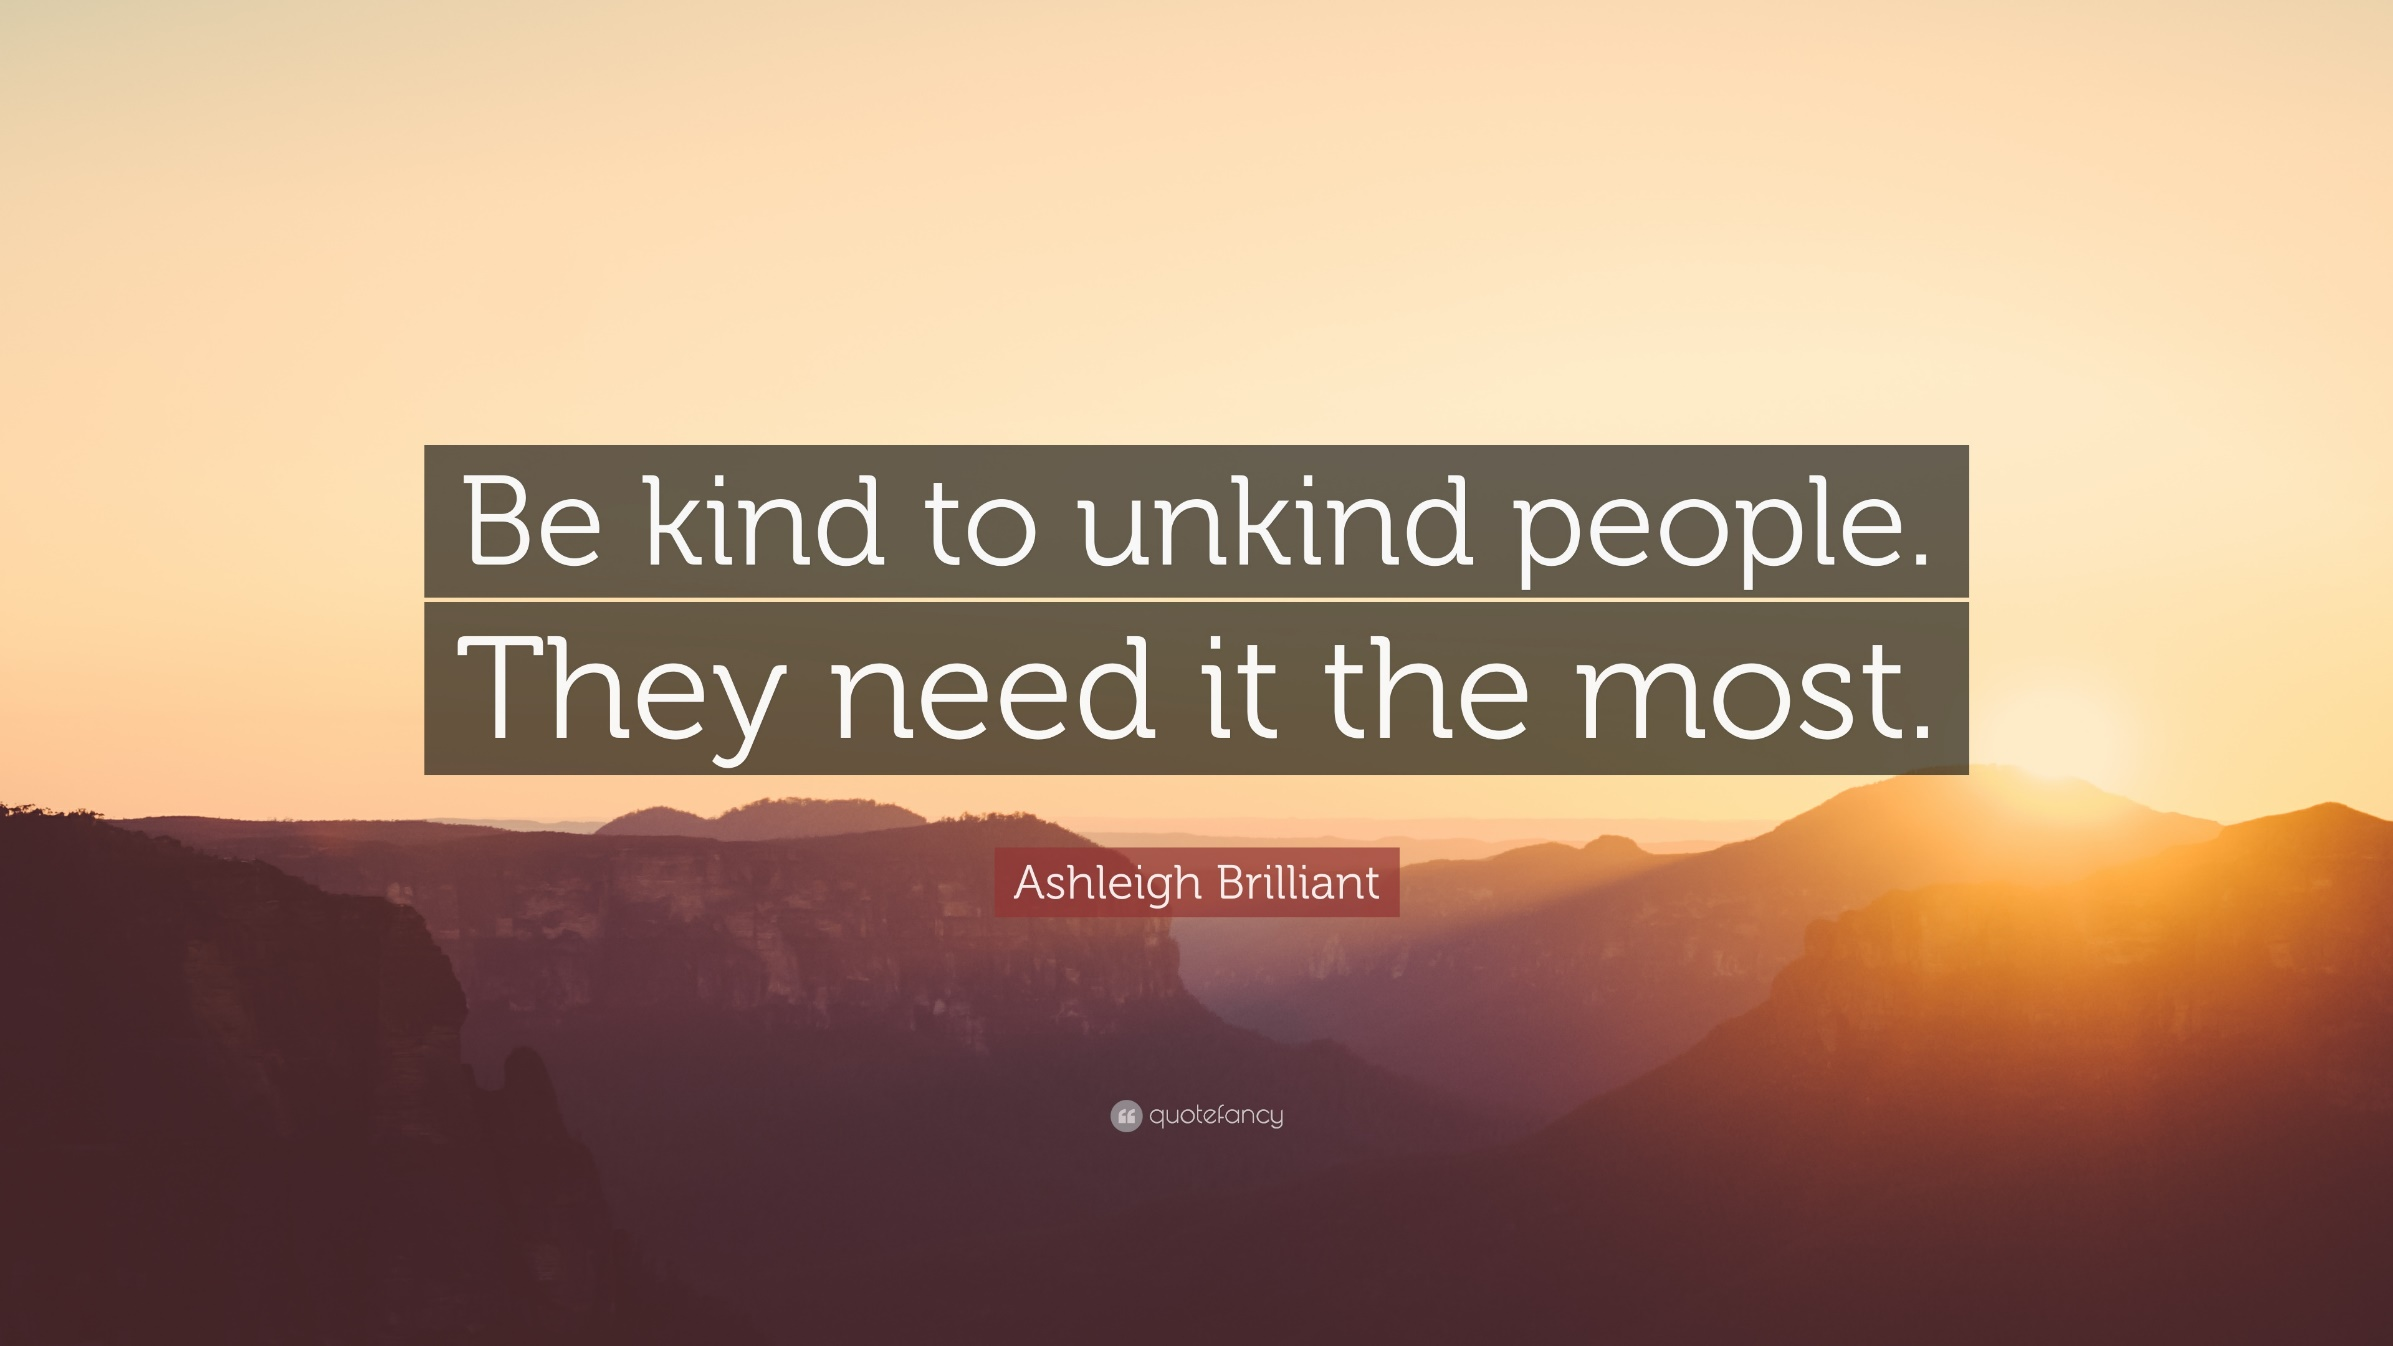 Be kind to unkind people.
They need it the most.
Ashleigh Brilliant
quotefancy